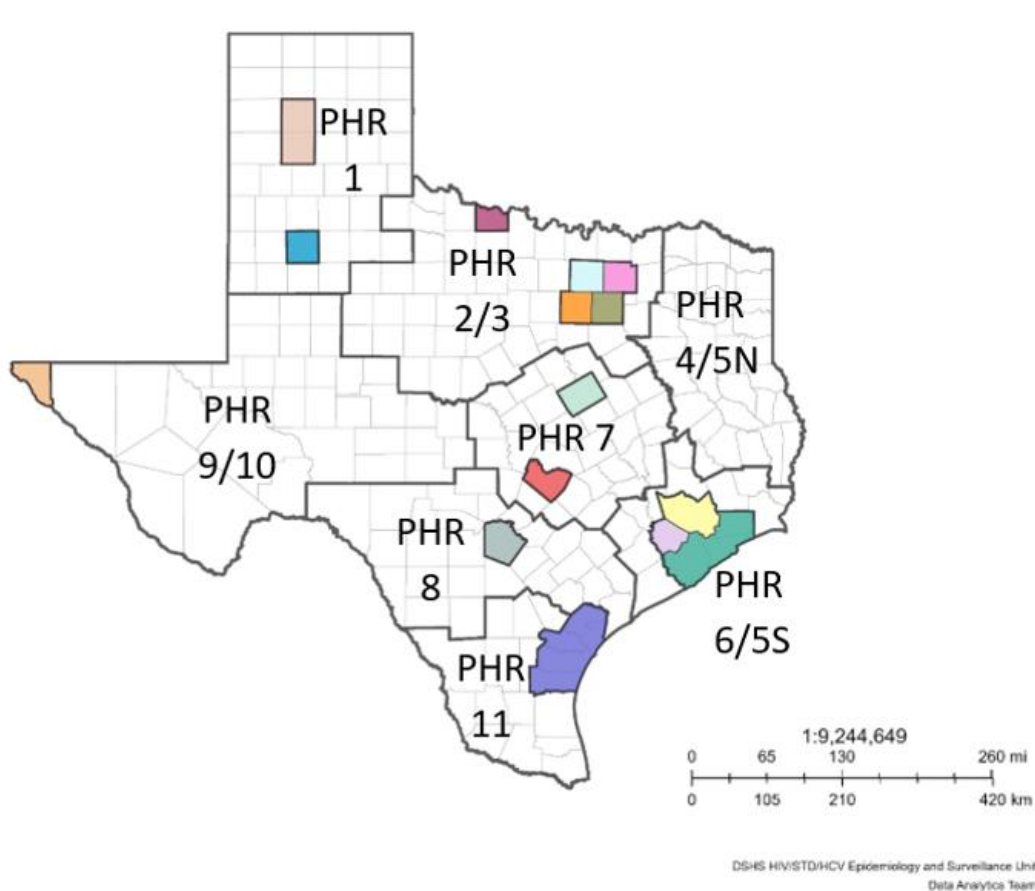 PHR
1
PHR
2/3
PHR
4/5N
PHR
9/10
PHR 7
PHR
8
PHR
6/5S
PHR
11
1:9,244,649
0 65 130 260 mi
0 105 210 420 km
DSHS HIV/STD/HCV Epidemiology and Surveillance Uni
Data Analytics Team